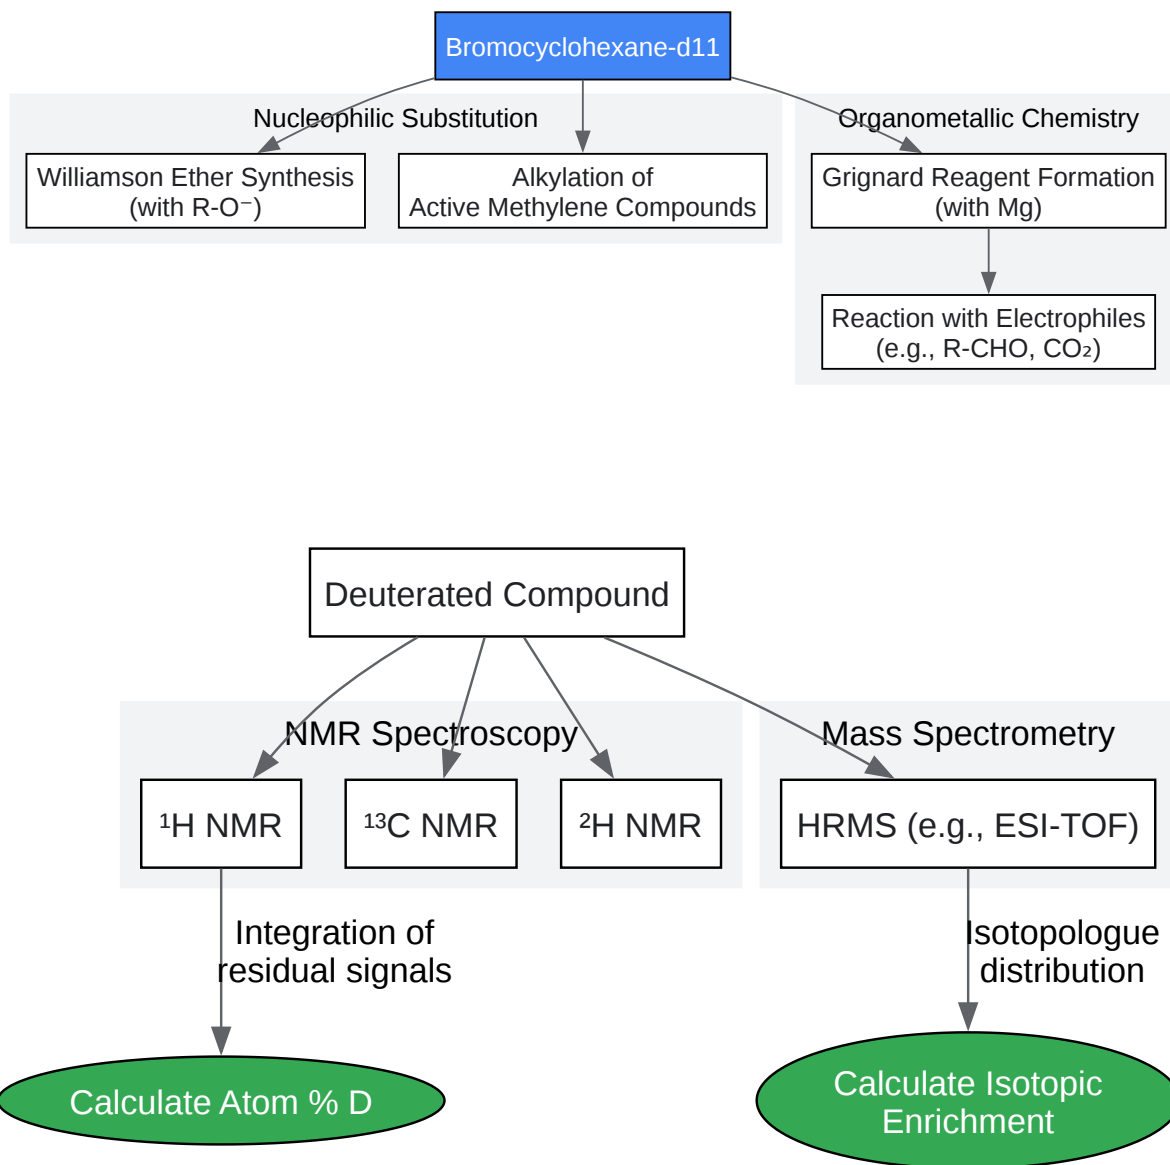 Bromocyclohexane-d11
Nucleophilic Substitution
Organometallic Chemistry
Williamson Ether Synthesis
(with R-O⁻)
Alkylation of
Active Methylene Compounds
Grignard Reagent Formation
(with Mg)
Reaction with Electrophiles
(e.g., R-CHO, CO₂)
Deuterated Compound
NMR Spectroscopy
Mass Spectrometry
¹H NMR
¹³C NMR
²H NMR
HRMS (e.g., ESI-TOF)
Integration of
residual signals
Isotopologue
distribution
Calculate Atom % D
Calculate Isotopic
Enrichment